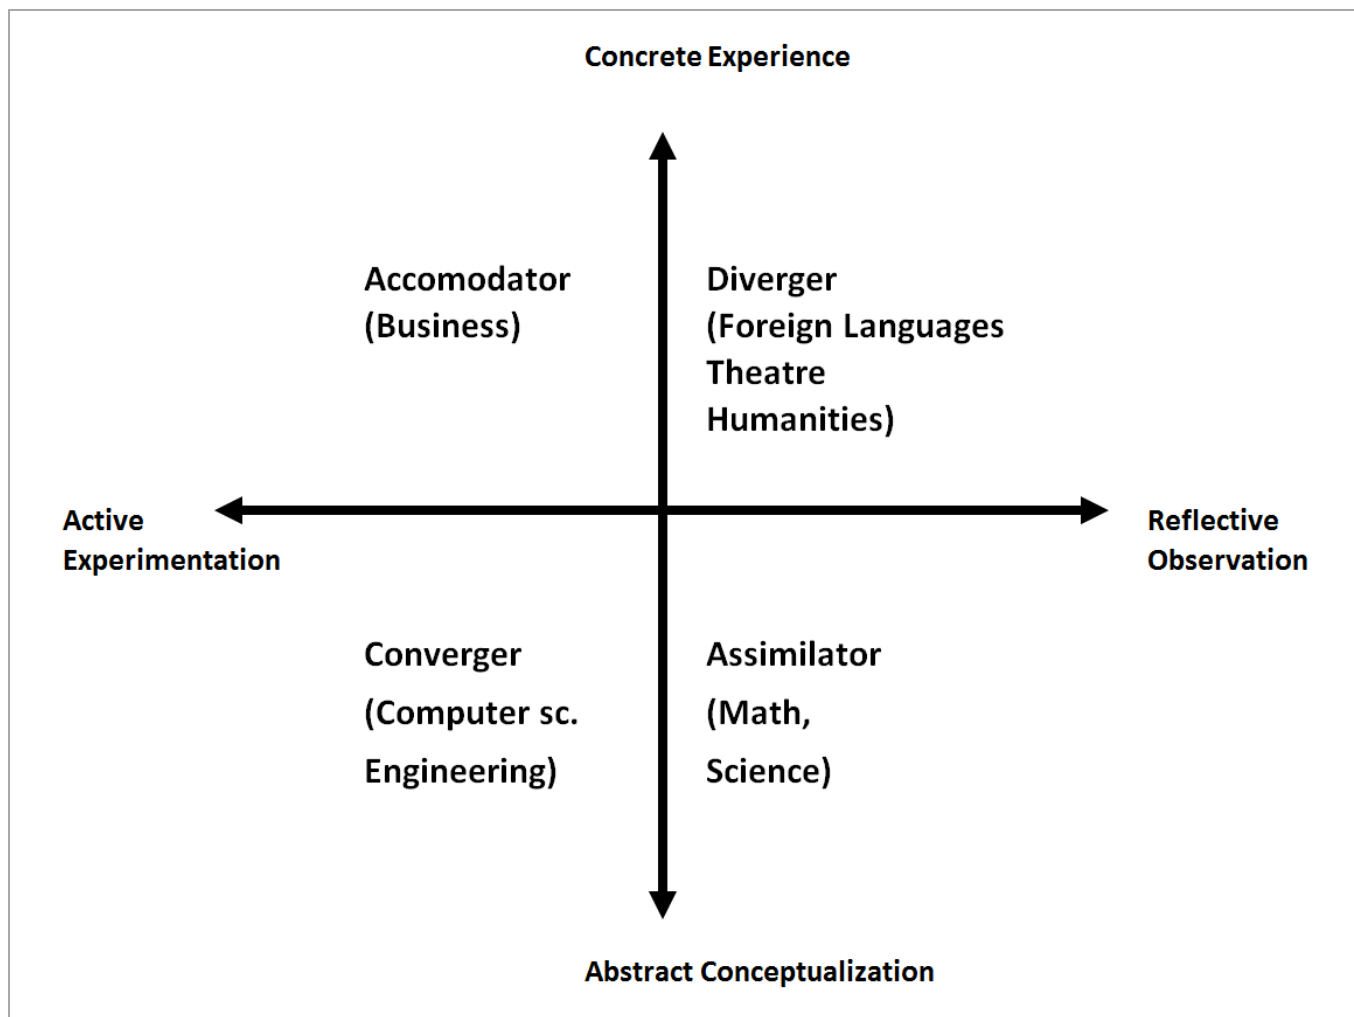 Concrete Experience
Accomodator
(Business)
Diverger
(Foreign Languages
Theatre
Humanities)
Active
Experimentation
Reflective
Observation
Converger
(Computer sc.
Engineering)
Assimilator
(Math,
Science)
Abstract Conceptualization